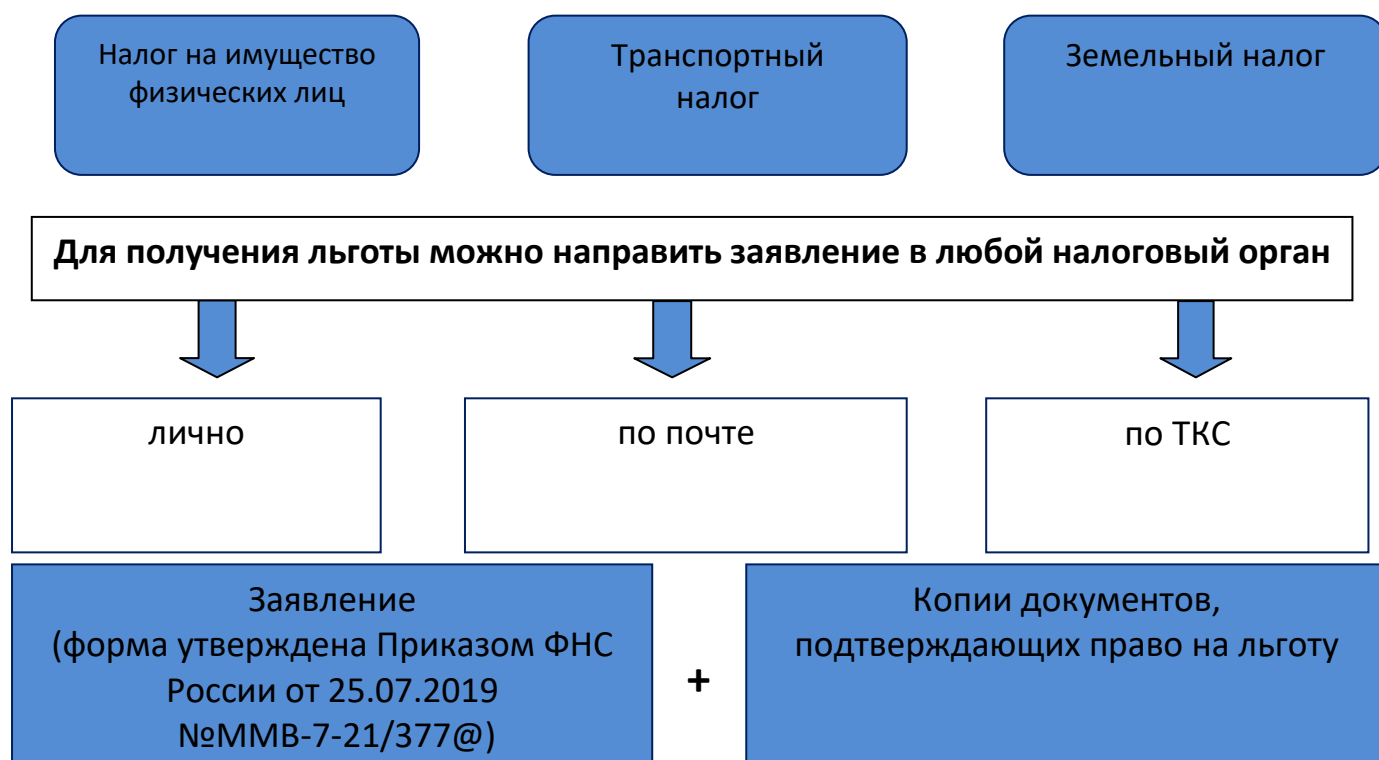 Налог на имущество
физических лиц
Транспортный
налог
Земельный налог
Для получения льготы можно направить заявление в любой налоговый орган
лично
по почте
по ТКС
Заявление
(форма утверждена Приказом ФНС
России от 25.07.2019
№ММВ-7-21/377@)
+
Копии документов,
подтверждающих право на льготу